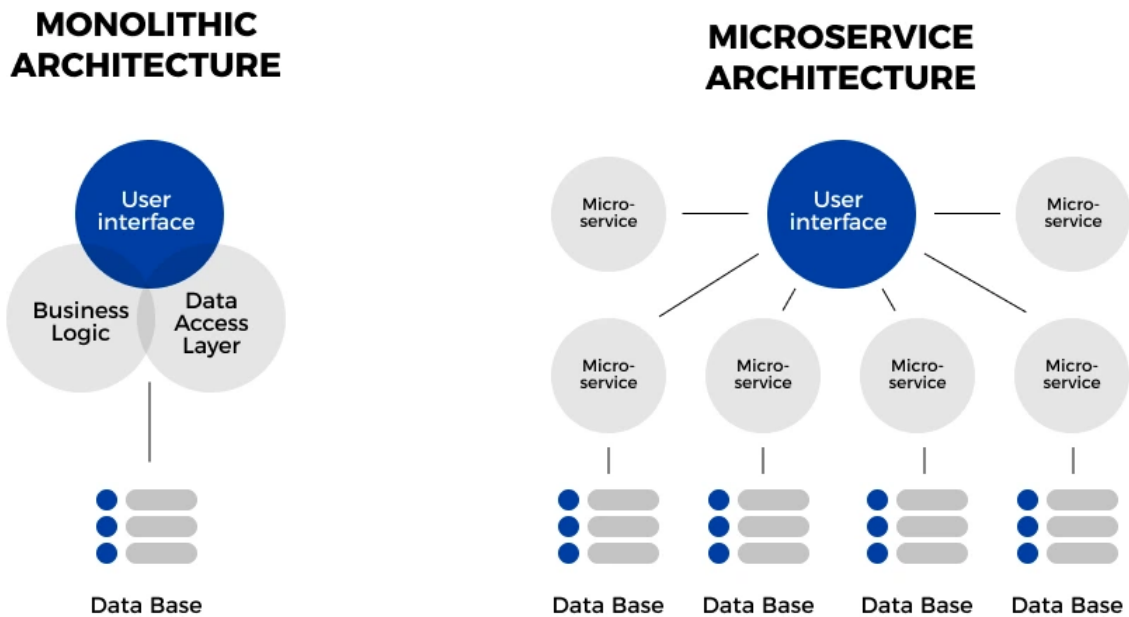 MONOLITHIC
ARCHITECTURE
User
interface
Business
Logic
Data
Access
Layer
Data Base
MICROSERVICE
ARCHITECTURE
Micro-
service
User
interface
Micro-
service
Micro-
service
Micro-
service
Micro-
service
Micro-
service
Data Base
Data Base
Data Base
Data Base